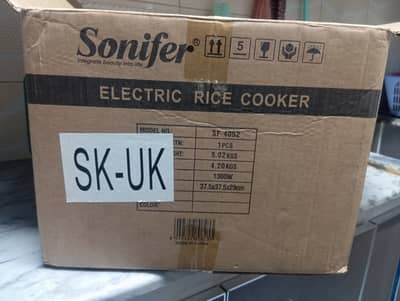 Sonifer®
Integrate beauty into life
5
ELECTRIC RICE COOKER
MODEL NO. SF-4052
1PCS
5.02KGS
4.20KGS
1300W
37.5x37.5x29cm
COLOR:
SK-UK